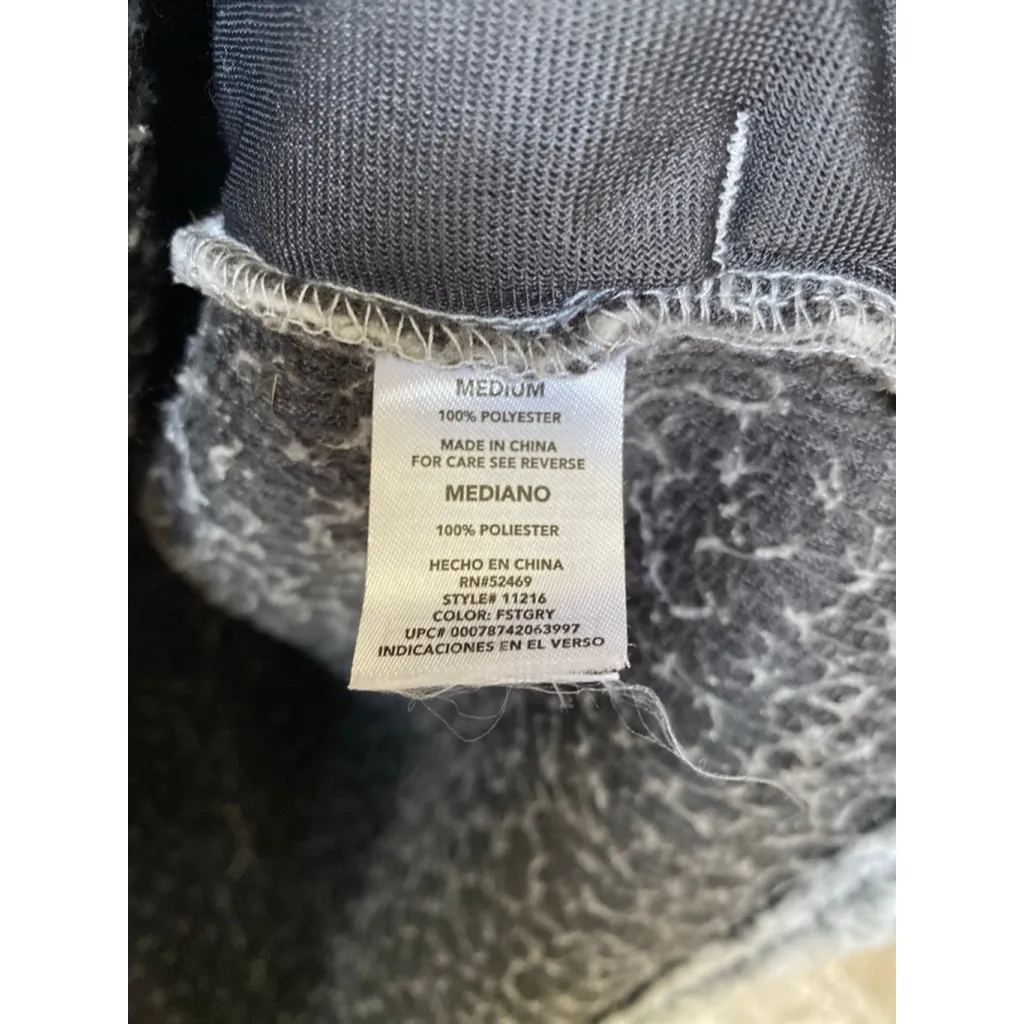 MEDIUM
100% POLYESTER
MADE IN CHINA
FOR CARE SEE REVERSE
MEDIANO
100% POLIESTER
HECHO EN CHINA
RN#52469
STYLE# 11216
COLOR: FSTGRY
UPC# 00078742063997
INDICACIONES EN EL VERSO